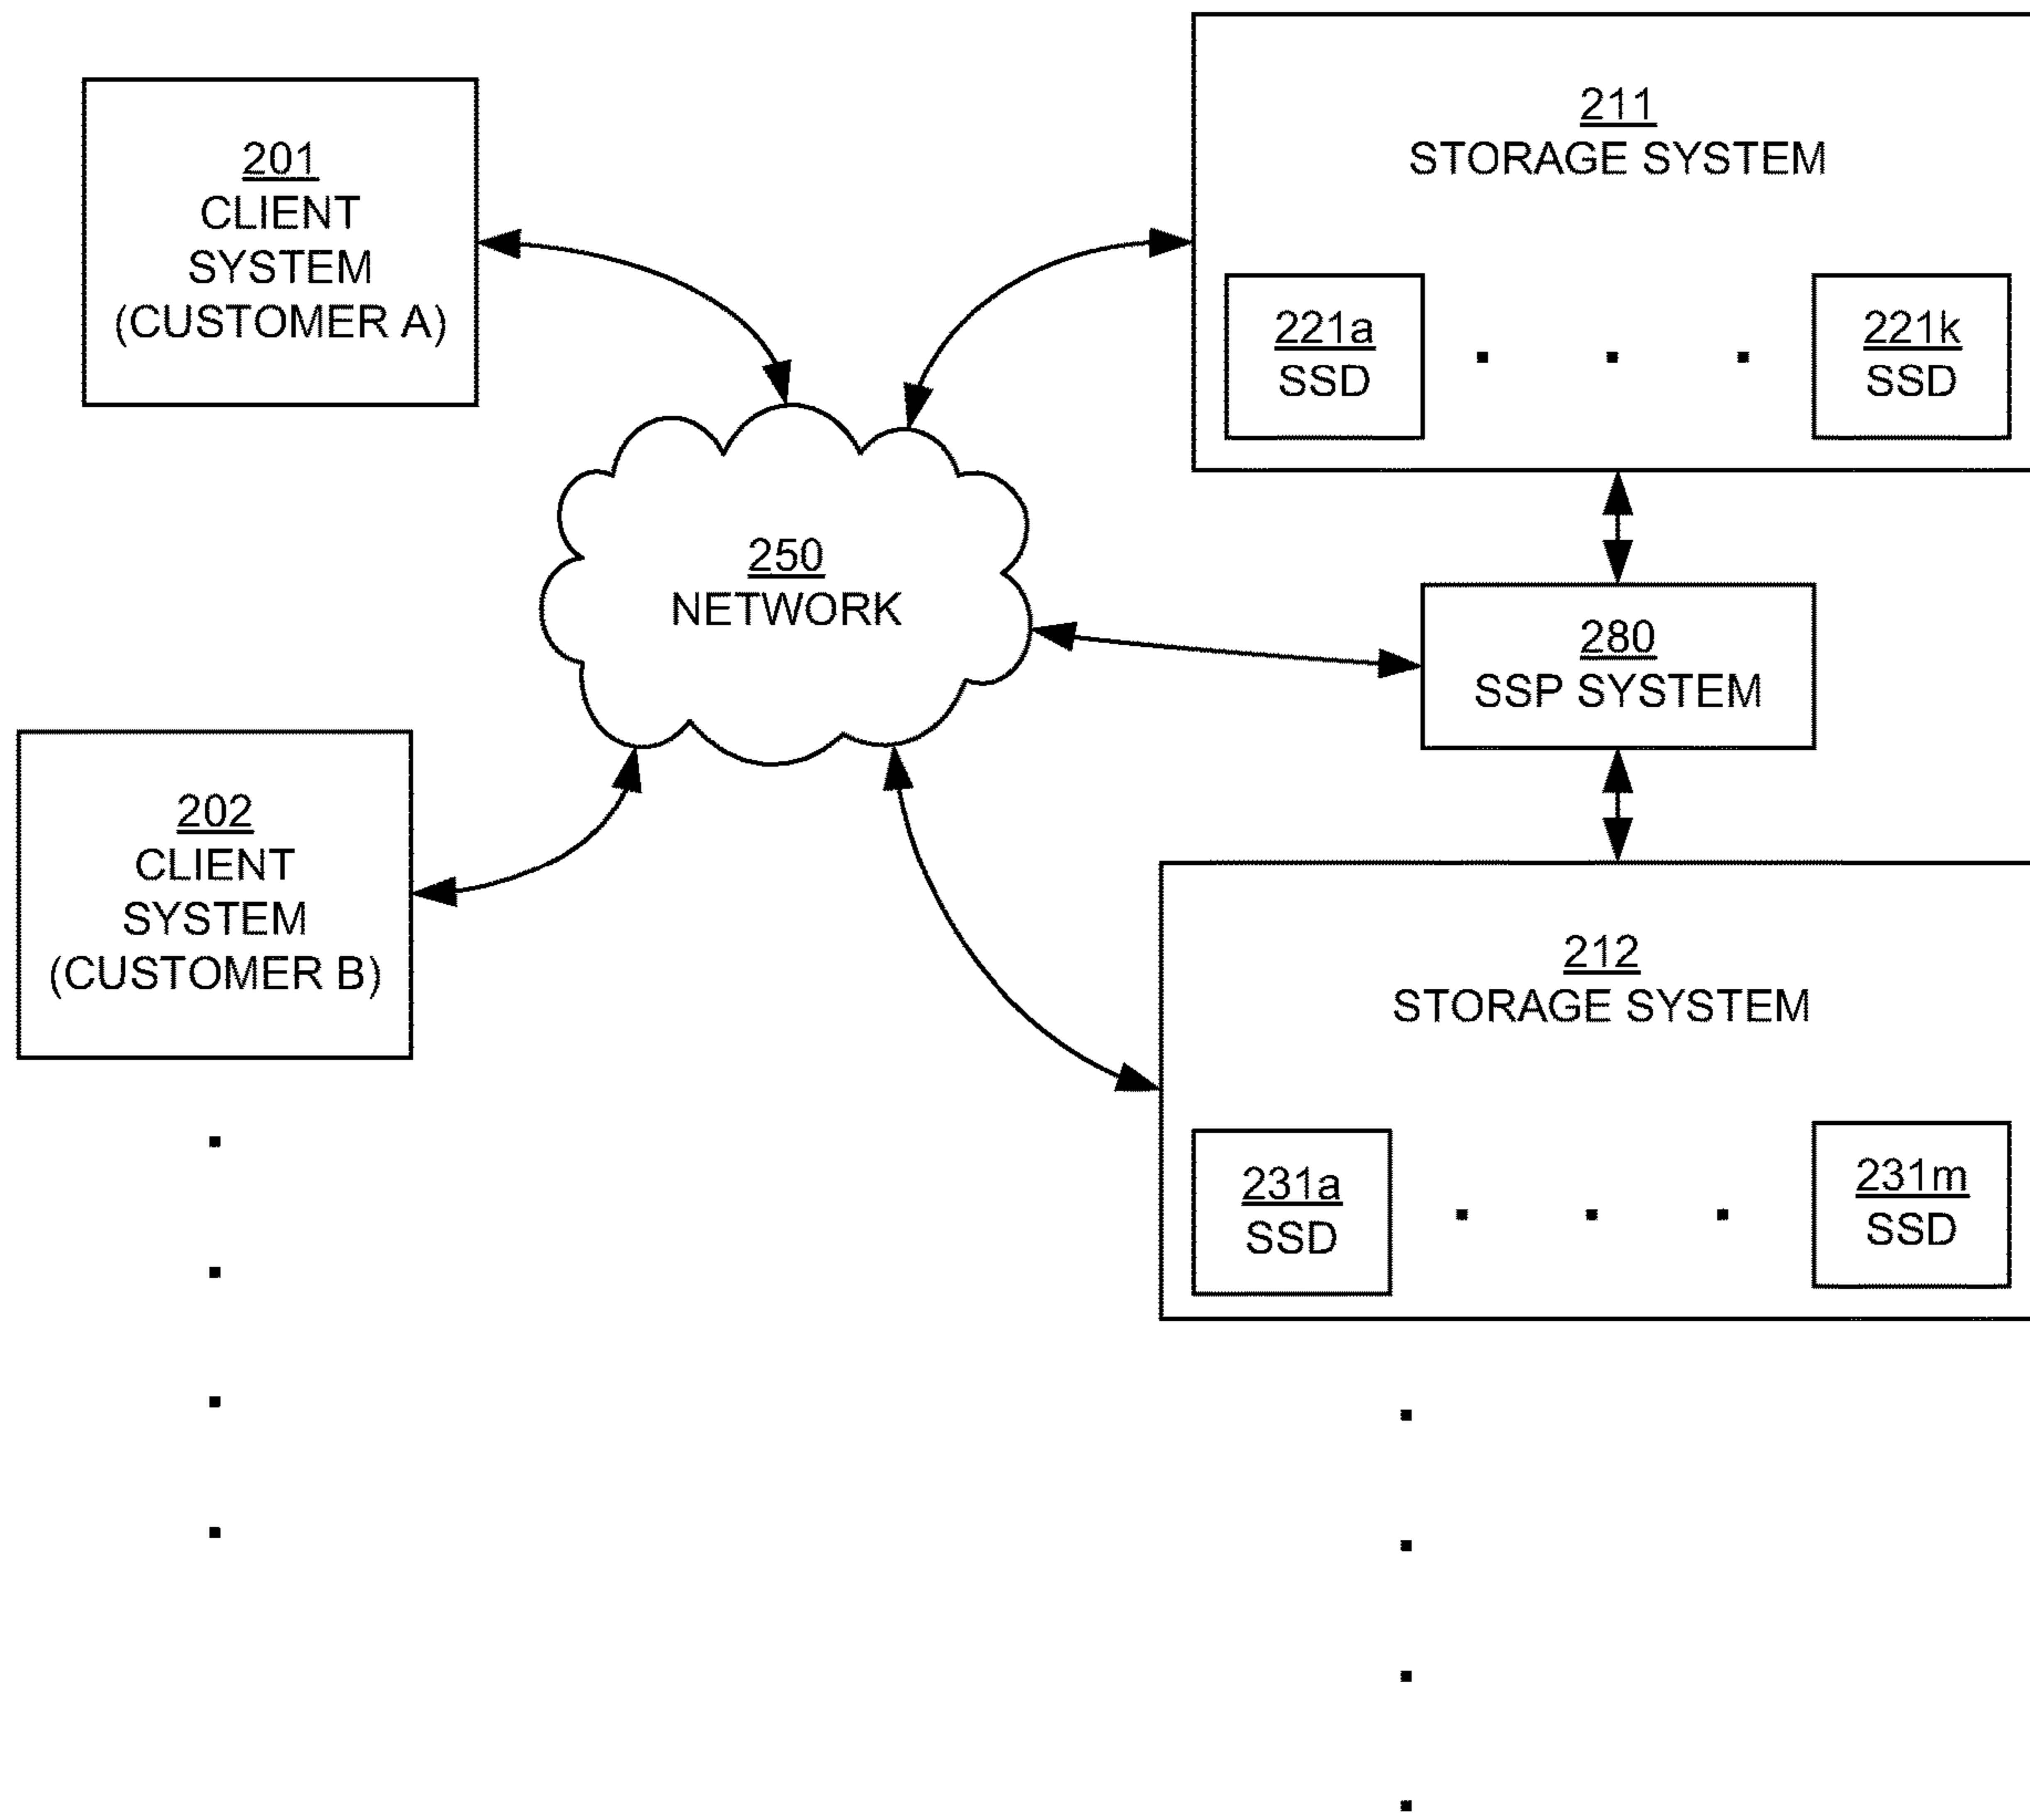 201
CLIENT
SYSTEM
(CUSTOMER A)
211
STORAGE SYSTEM
221a
SSD
221k
SSD
250
NETWORK
280
SSP SYSTEM
202
CLIENT
SYSTEM
(CUSTOMER B)
212
STORAGE SYSTEM
231a
SSD
231m
SSD